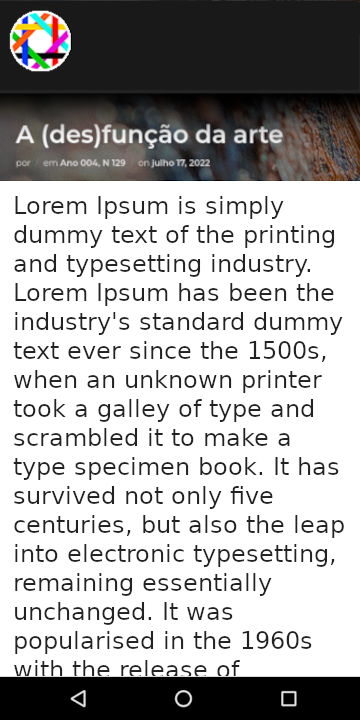 A (des)função da arte
por / em Ano 004, N 129 / on julho 17, 2022
Lorem Ipsum is simply
dummy text of the printing
and typesetting industry.
Lorem Ipsum has been the
industry's standard dummy
text ever since the 1500s,
when an unknown printer
took a galley of type and
scrambled it to make a
type specimen book. It has
survived not only five
centuries, but also the leap
into electronic typesetting,
remaining essentially
unchanged. It was
popularised in the 1960s
with the release of